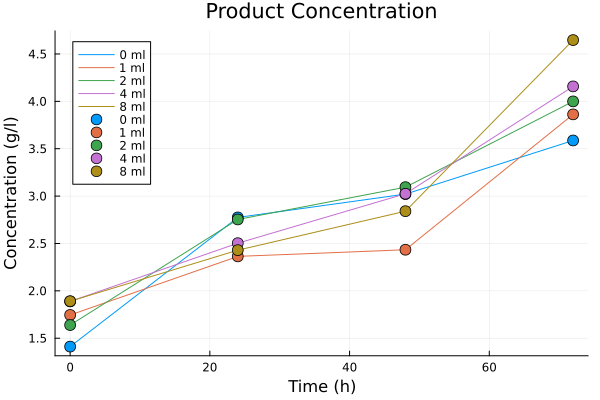 Product Concentration
4.5
4.0
3.5
3.0
2.5
2.0
1.5
Concentration (g/l)
0 ml
1 ml
2 ml
4 ml
8 ml
0 ml
1 ml
2 ml
4 ml
8 ml
0
20
40
60
Time (h)